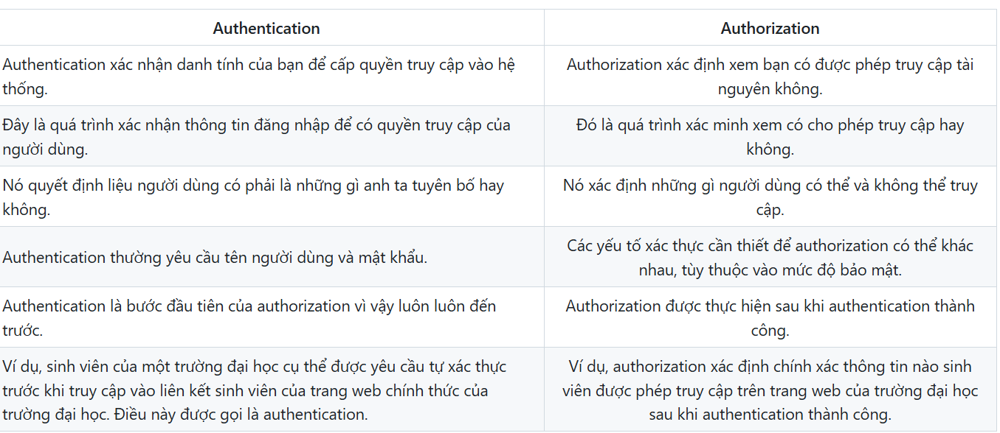 Authentication
Authorization
Authentication xác nhận danh tính của bạn để cấp quyền truy cập vào hệ
thống.
Authorization xác định xem bạn có được phép truy cập tài
nguyên không.
Đây là quá trình xác nhận thông tin đăng nhập để có quyền truy cập của
người dùng.
Đó là quá trình xác minh xem có cho phép truy cập hay
không.
Nó quyết định liệu người dùng có phải là những gì anh ta tuyên bố hay
không.
Nó xác định những gì người dùng có thể và không thể truy
cập.
Authentication thường yêu cầu tên người dùng và mật khẩu.
Các yếu tố xác thực cần thiết để authorization có thể khác
nhau, tùy thuộc vào mức độ bảo mật.
Authentication là bước đầu tiên của authorization vì vậy luôn luôn đến
trước.
Authorization được thực hiện sau khi authentication thành
công.
Ví dụ, sinh viên của một trường đại học cụ thể được yêu cầu tự xác thực
trước khi truy cập vào liên kết sinh viên của trang web chính thức của
trường đại học. Điều này được gọi là authentication.
Ví dụ, authorization xác định chính xác thông tin nào sinh
viên được phép truy cập trên trang web của trường đại học
sau khi authentication thành công.